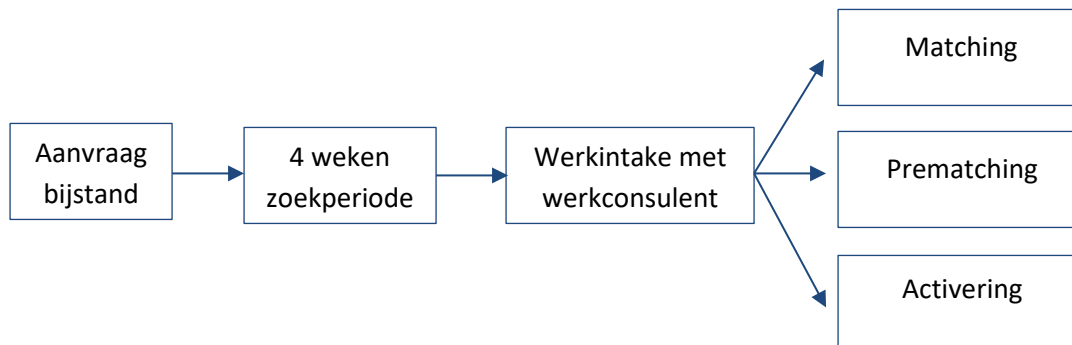 Aanvraag
bijstand
4 weken
zoekperiode
Werkintake met
werkconsulent
Matching
Prematching
Activering